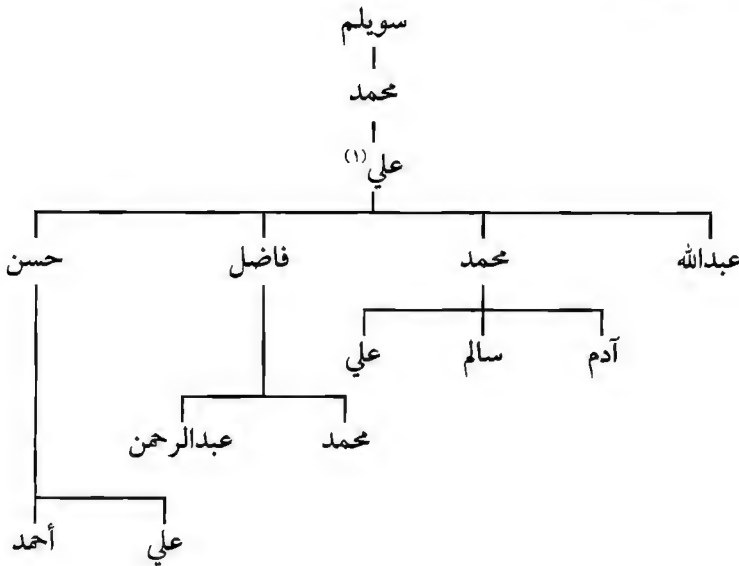 سويلم
محمد
علي (١)
عبدالله محمد فاضل حسن
آدم سالم علي
محمد عبدالرحمن
علي أحمد